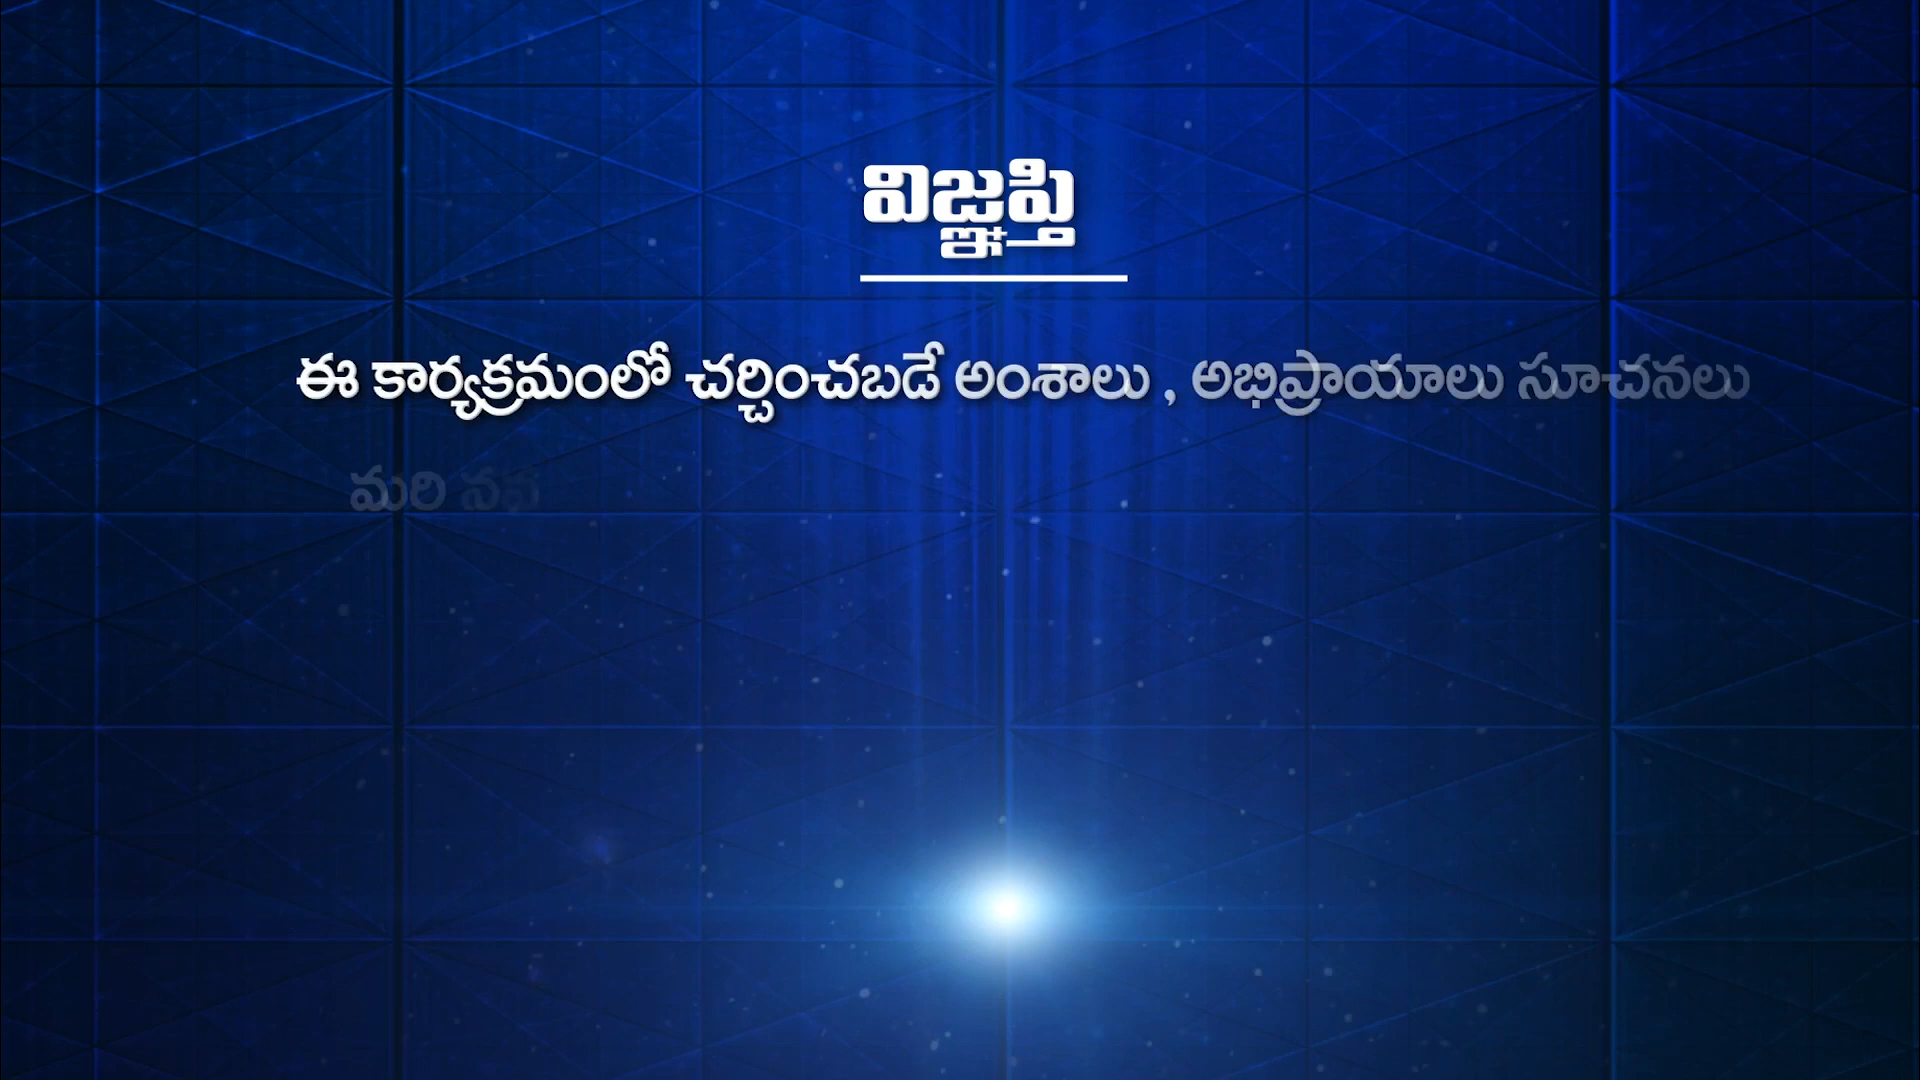 విజ్ఞప్తి
ఈ కార్యక్రమంలో చర్చించబడే అంశాలు , అభిప్రాయాలు సూచనలు
మరి